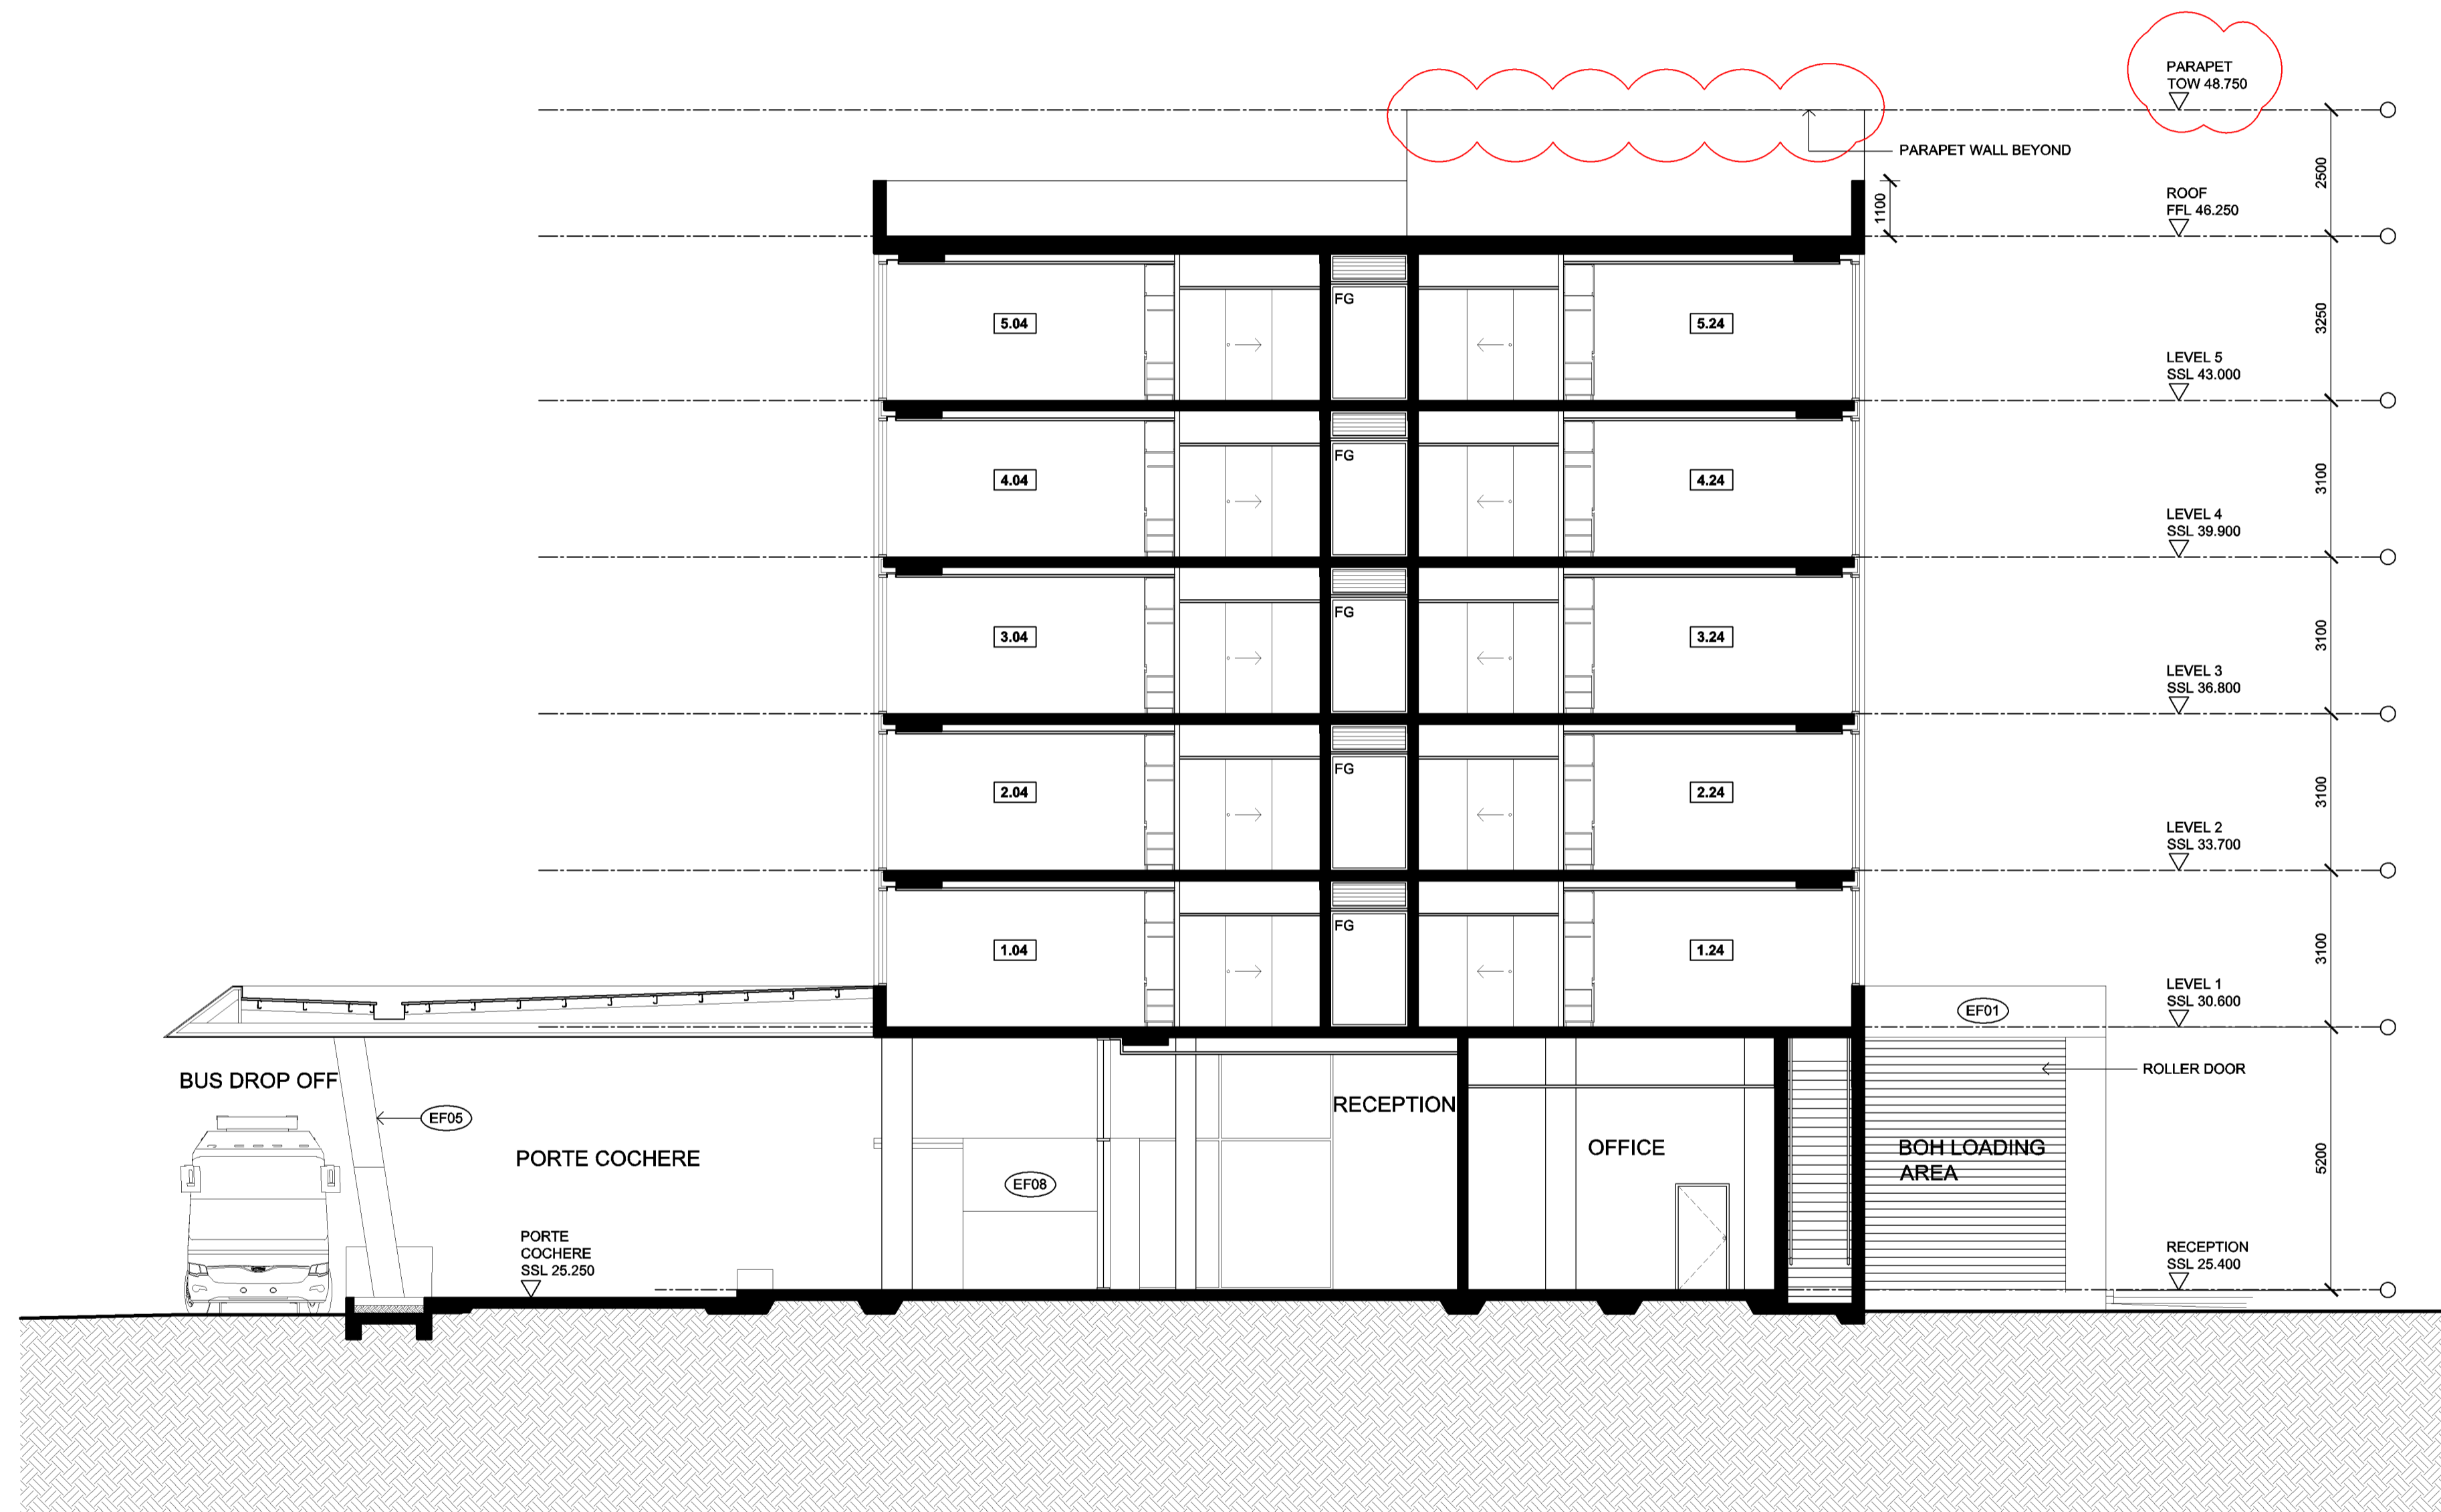 PARAPET
TOW 48.750
PARAPET WALL BEYOND
2500
ROOF
FFL 46.250
1100
FG
5.04
5.24
3250
LEVEL 5
SSL 43.000
FG
4.04
4.24
3100
LEVEL 4
SSL 39.900
FG
3.04
3.24
3100
LEVEL 3
SSL 36.800
FG
2.04
2.24
3100
LEVEL 2
SSL 33.700
FG
1.04
1.24
3100
LEVEL 1
SSL 30.600
EF01
ROLLER DOOR
BUS DROP OFF
EF05
RECEPTION
PORTE COCHERE
OFFICE
BOH LOADING
AREA
5200
EF08
PORTE
COCHERE
SSL 25.250
RECEPTION
SSL 25.400